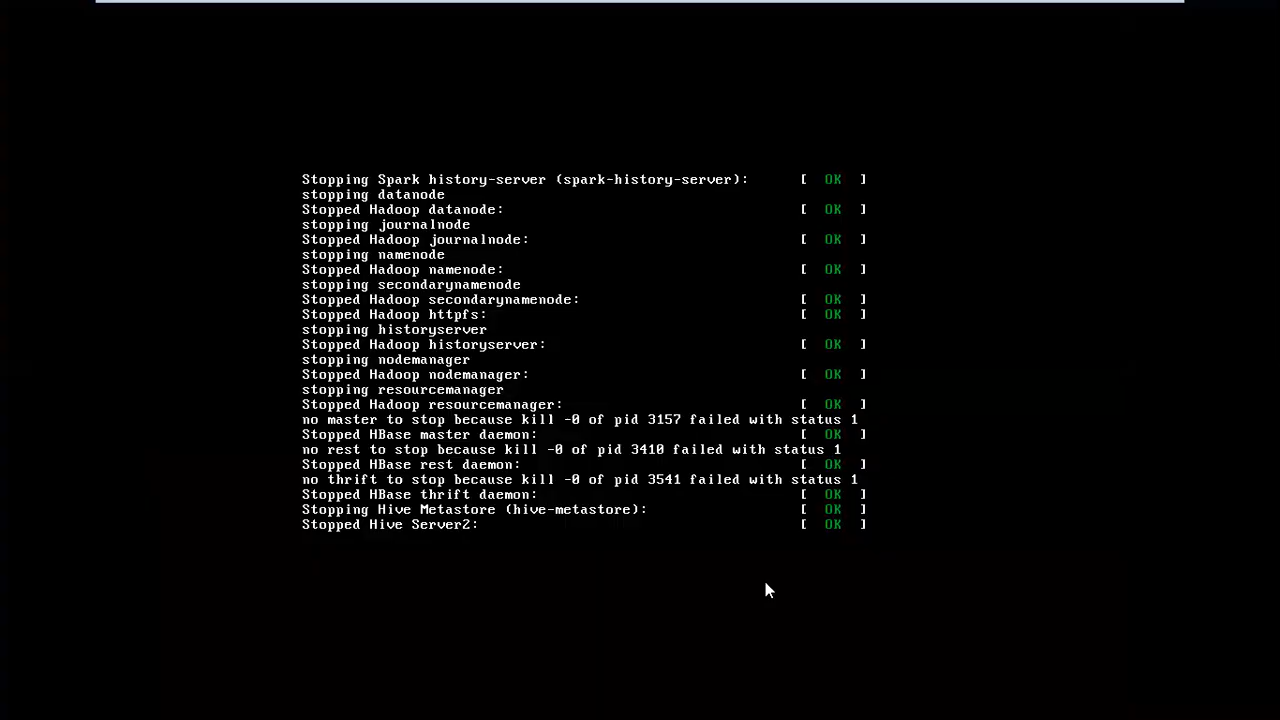 Stopping Spark history-server (spark-history-server): [ OK ]
stopping datanode
Stopped Hadoop datanode: [ OK ]
stopping journalnode
Stopped Hadoop journalnode: [ OK ]
stopping namenode
Stopped Hadoop namenode: [ OK ]
stopping secondarynamenode
Stopped Hadoop secondarynamenode: [ OK ]
Stopped Hadoop httpfs: [ OK ]
stopping historyserver
Stopped Hadoop historyserver: [ OK ]
stopping nodemanager
Stopped Hadoop nodemanager: [ OK ]
stopping resourcemanager
Stopped Hadoop resourcemanager: [ OK ]
no master to stop because kill -0 of pid 3157 failed with status 1
Stopped HBase master daemon: [ OK ]
no rest to stop because kill -0 of pid 3410 failed with status 1
Stopped HBase rest daemon: [ OK ]
no thrift to stop because kill -0 of pid 3541 failed with status 1
Stopped HBase thrift daemon: [ OK ]
Stopping Hive Metastore (hive-metastore): [ OK ]
Stopped Hive Server2: [ OK ]